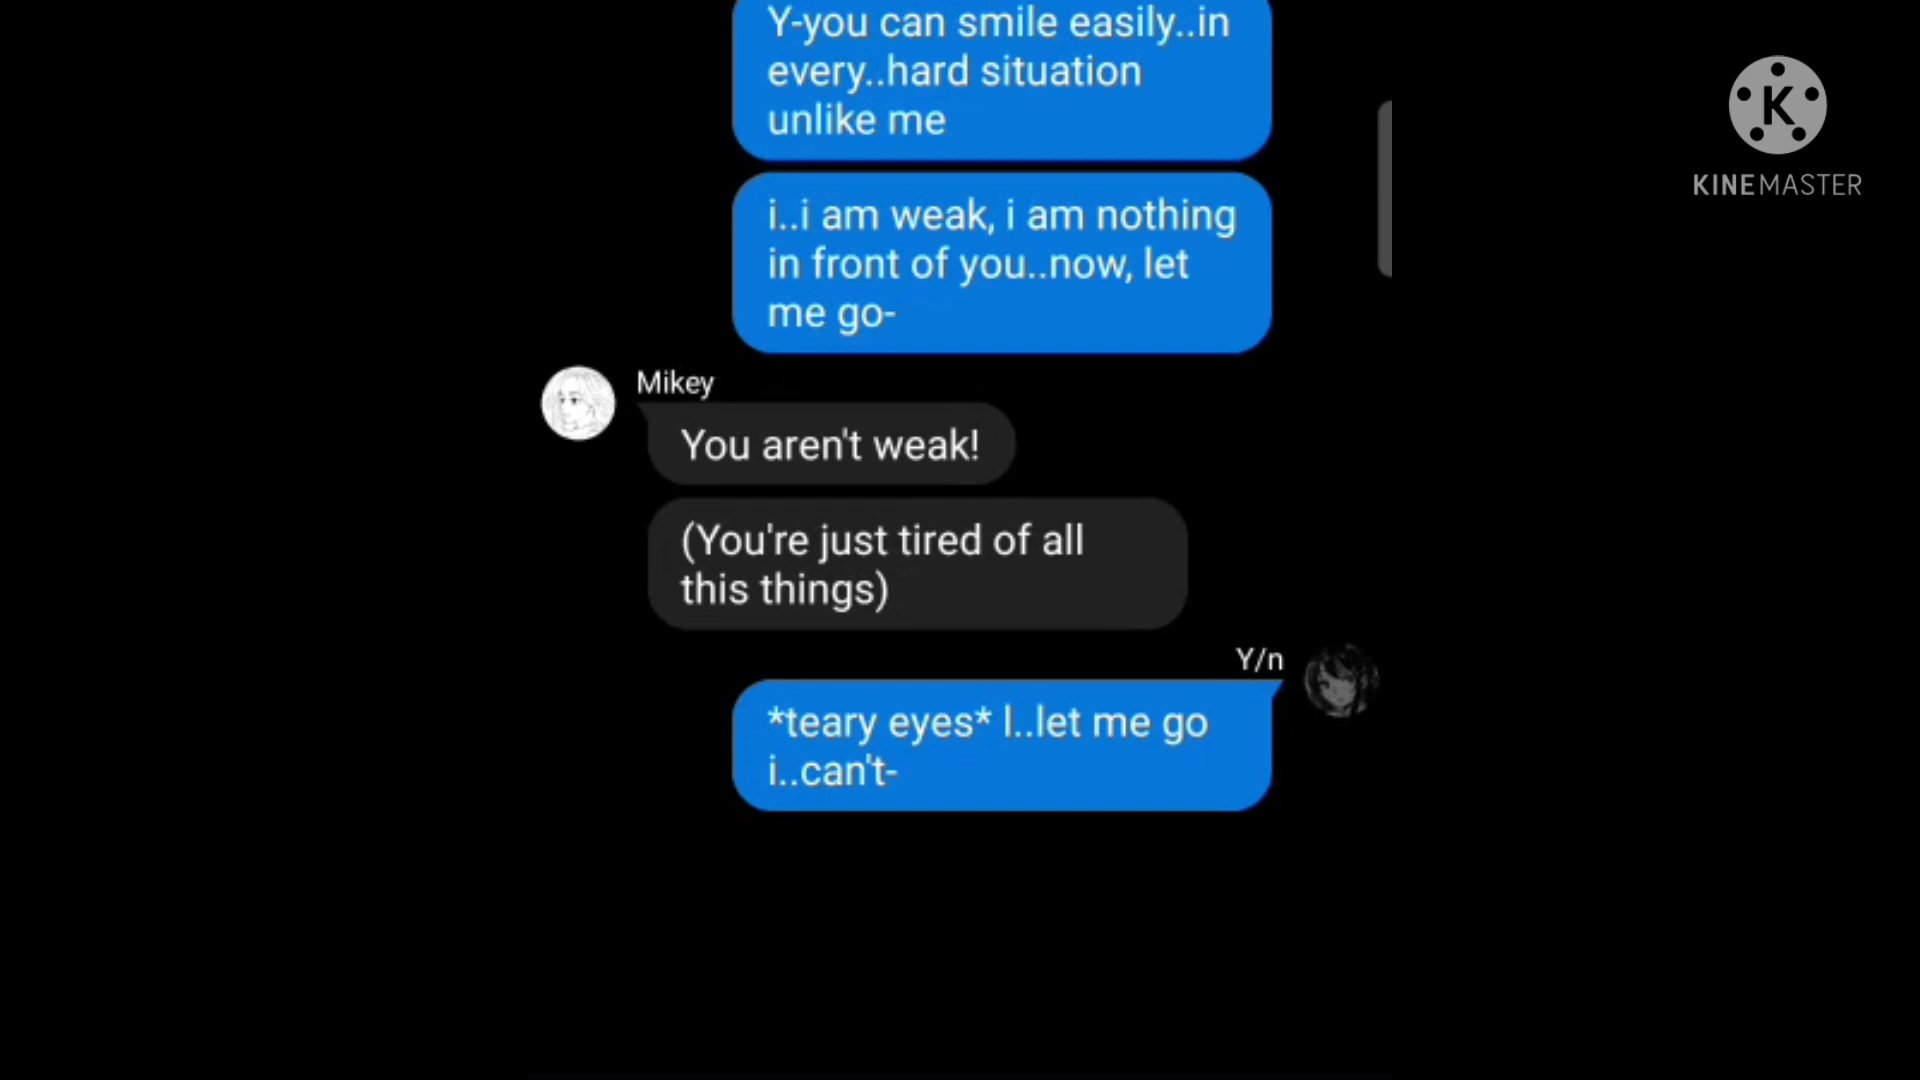 Y-you can smile easily..in
every..hard situation
unlike me
i..i am weak, i am nothing
in front of you..now, let
me go-
Mikey
You aren't weak!
(You're just tired of all
this things)
Y/n
*teary eyes* l..let me go
i..can't-
K
KINEMASTER